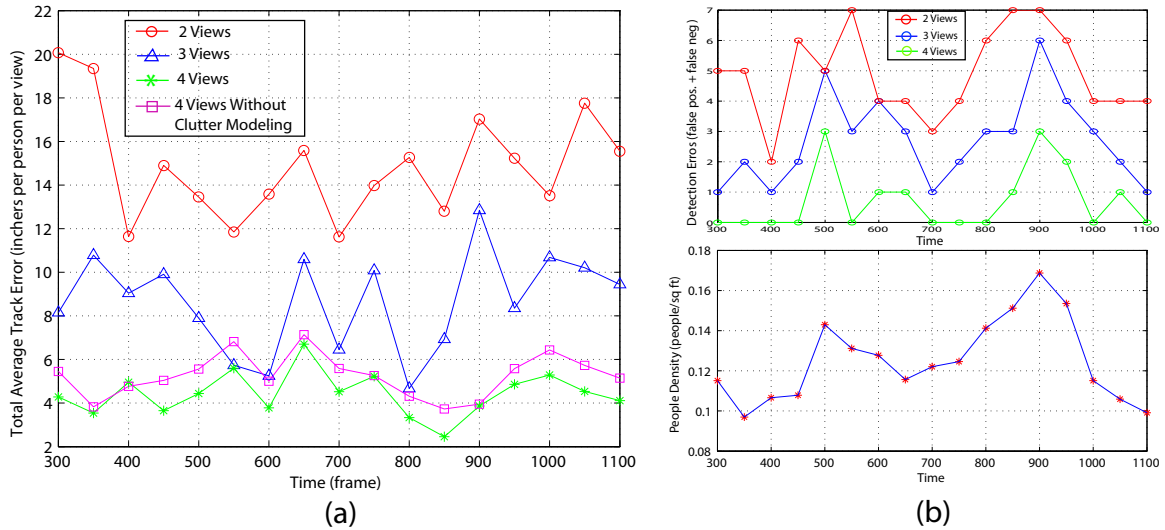 22
20
18
16
14
12
10
8
6
4
2
300 400 500 600 700 800 900 1000 1100
Total Average Track Error (inchers per person per view)
Time (frame)
2 Views
3 Views
4 Views
4 Views Without
Clutter Modeling
(a)
7
6
5
4
3
2
1
0
300 400 500 600 700 800 900 1000 1100
Detection Erros (false pos. + false neg)
Time
2 Views
3 Views
4 Views
0.18
0.16
0.14
0.12
0.1
0.08
300 400 500 600 700 800 900 1000 1100
People Density (people/sq ft)
Time
(b)